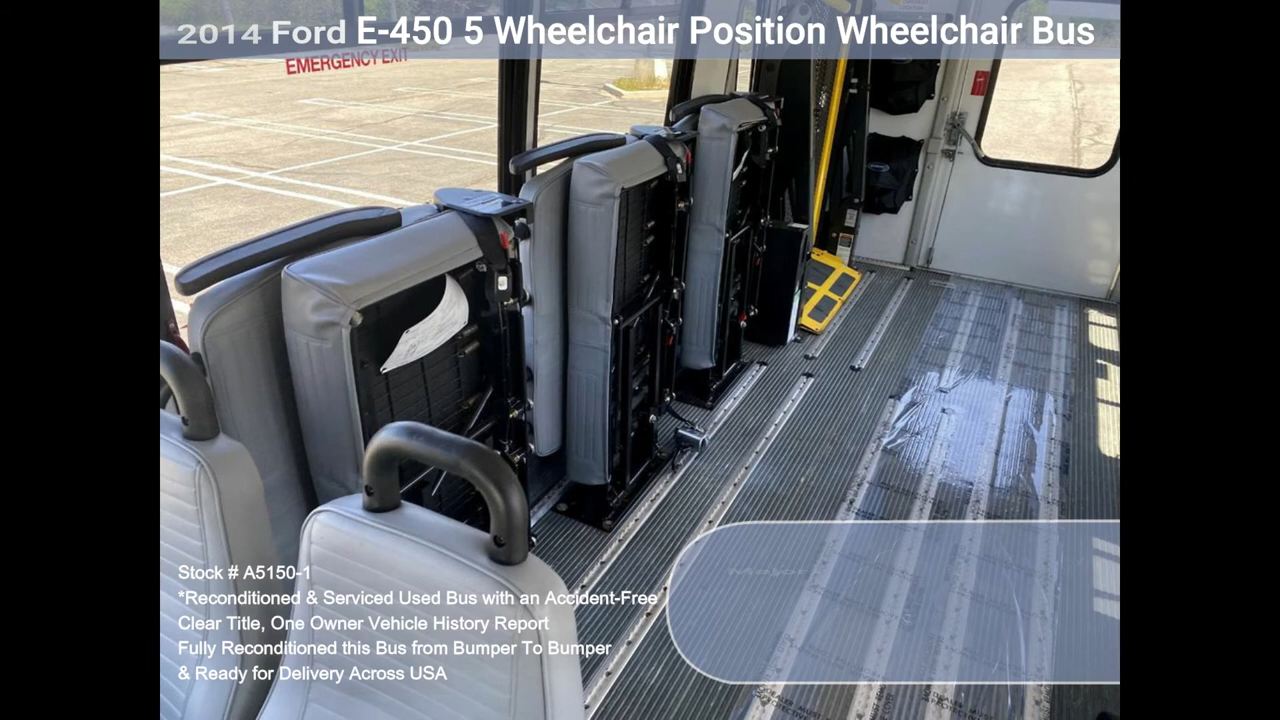 2014 Ford E-450 5 Wheelchair Position Wheelchair Bus
EMERGENCY EXIT
Stock # A5150-1
*Reconditioned & Serviced Used Bus with an Accident-Free
Clear Title, One Owner Vehicle History Report
Fully Reconditioned this Bus from Bumper To Bumper
& Ready for Delivery Across USA